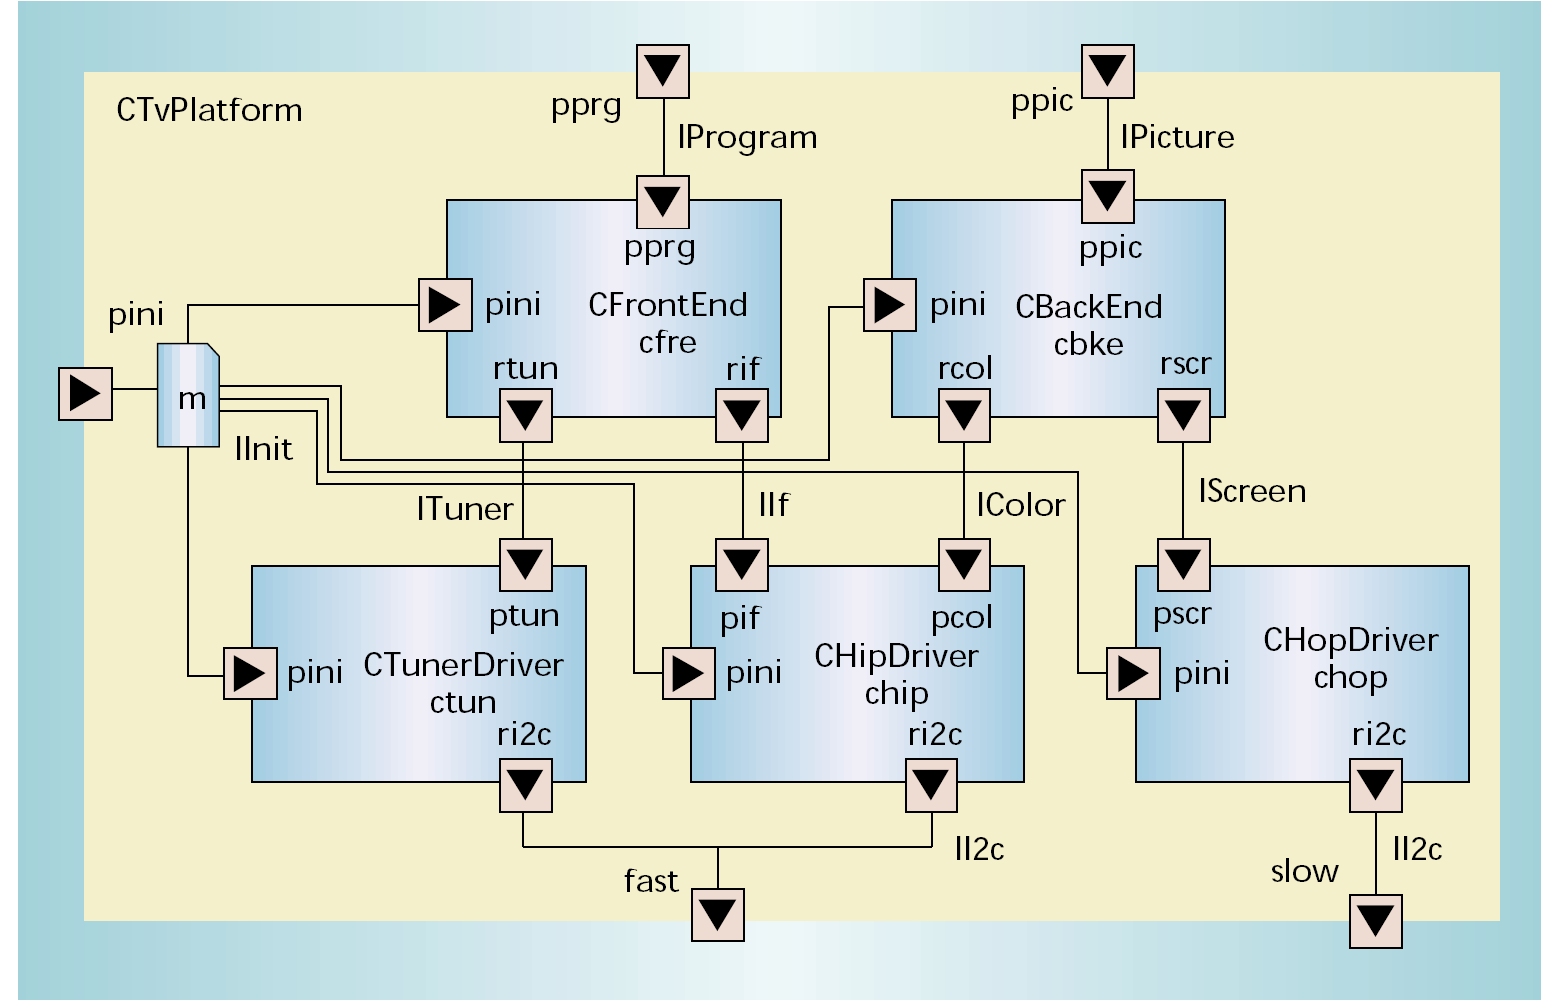 CTvPlatform
pprg
IProgram
ppic
IPicture
pprg
ppic
pini
pini
CFrontEnd
cfre
pini
CBackEnd
cbke
rtun
rif
rcol
rscr
m
IInit
ITuner
IIf
IColor
IScreen
ptun
pif
pcol
pscr
pini
CTunerDriver
ctun
pini
CHipDriver
chip
pini
CHopDriver
chop
ri2c
ri2c
ri2c
fast
II2c
slow
II2c